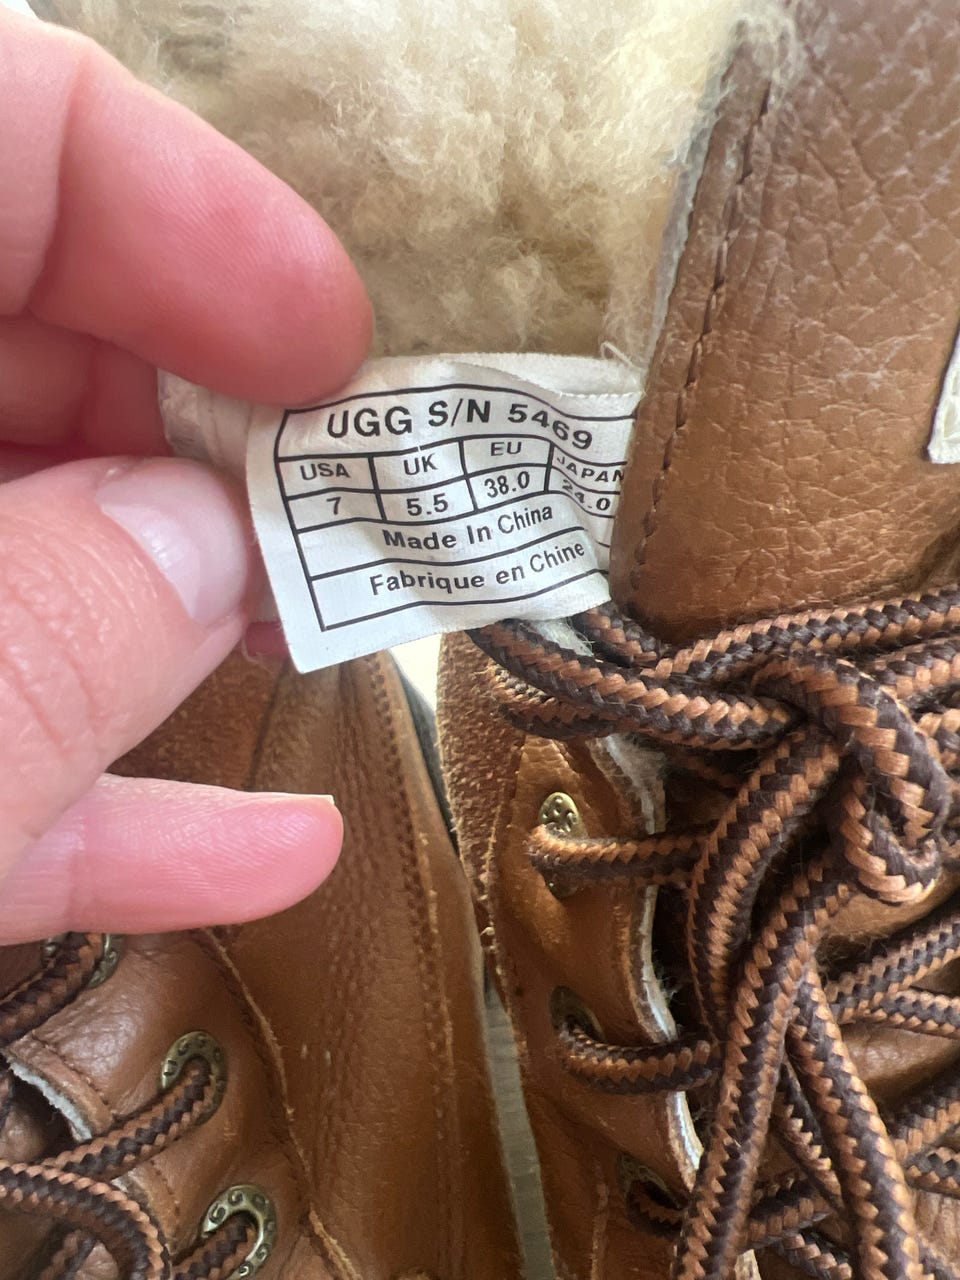 UGG S/N 5469
USA UK EU JAPAN
7 5.5 38.0 24.0
Made In China
Fabrique en Chine